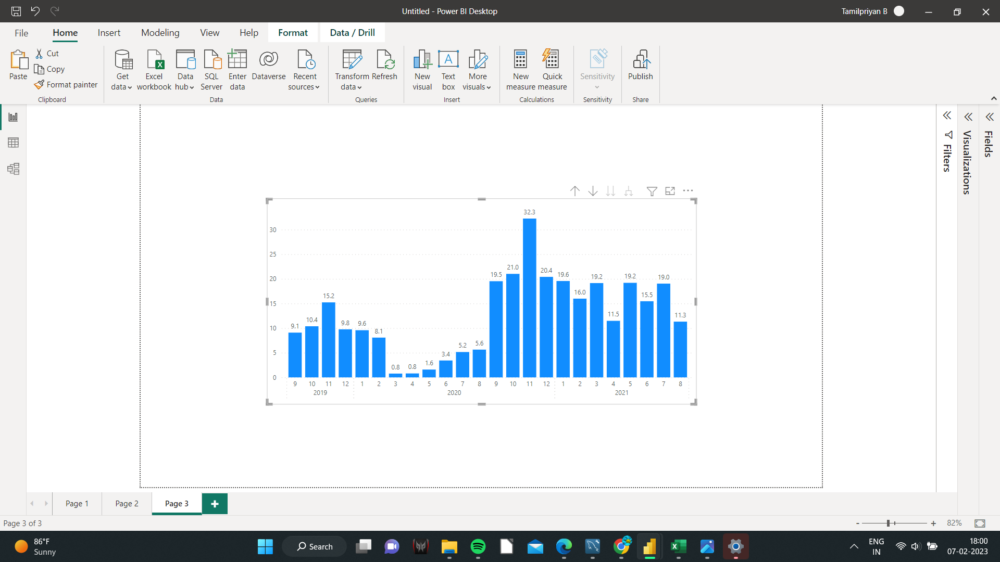 Untitled - Power BI Desktop
Tamilpriyan B
File Home Insert Modeling View Help Format Data / Drill
Paste
Cut
Copy
Format painter
Clipboard
Get data
Excel workbook
Data hub
SQL Server
Enter data
Dataverse
Recent sources
Data
Transform data
Refresh
Queries
New visual
Text box
More visuals
Insert
New measure
Quick measure
Calculations
Sensitivity
Sensitivity
Publish
Share
Filters
Visualizations
Fields
30
25
20
15
10
5
0
9.1 10.4 15.2 9.8 9.6 8.1 0.8 0.8 1.6 3.4 5.2 5.6 19.5 21.0 32.3 20.4 19.6 16.0 19.2 11.5 19.2 15.5 19.0 11.3
9 10 11 12 1 2 3 4 5 6 7 8 9 10 11 12 1 2 3 4 5 6 7 8
2019 2020 2021
Page 1 Page 2 Page 3
Page 3 of 3
- + 82%
86°F
Sunny
Search
ENG
IN
18:00
07-02-2023